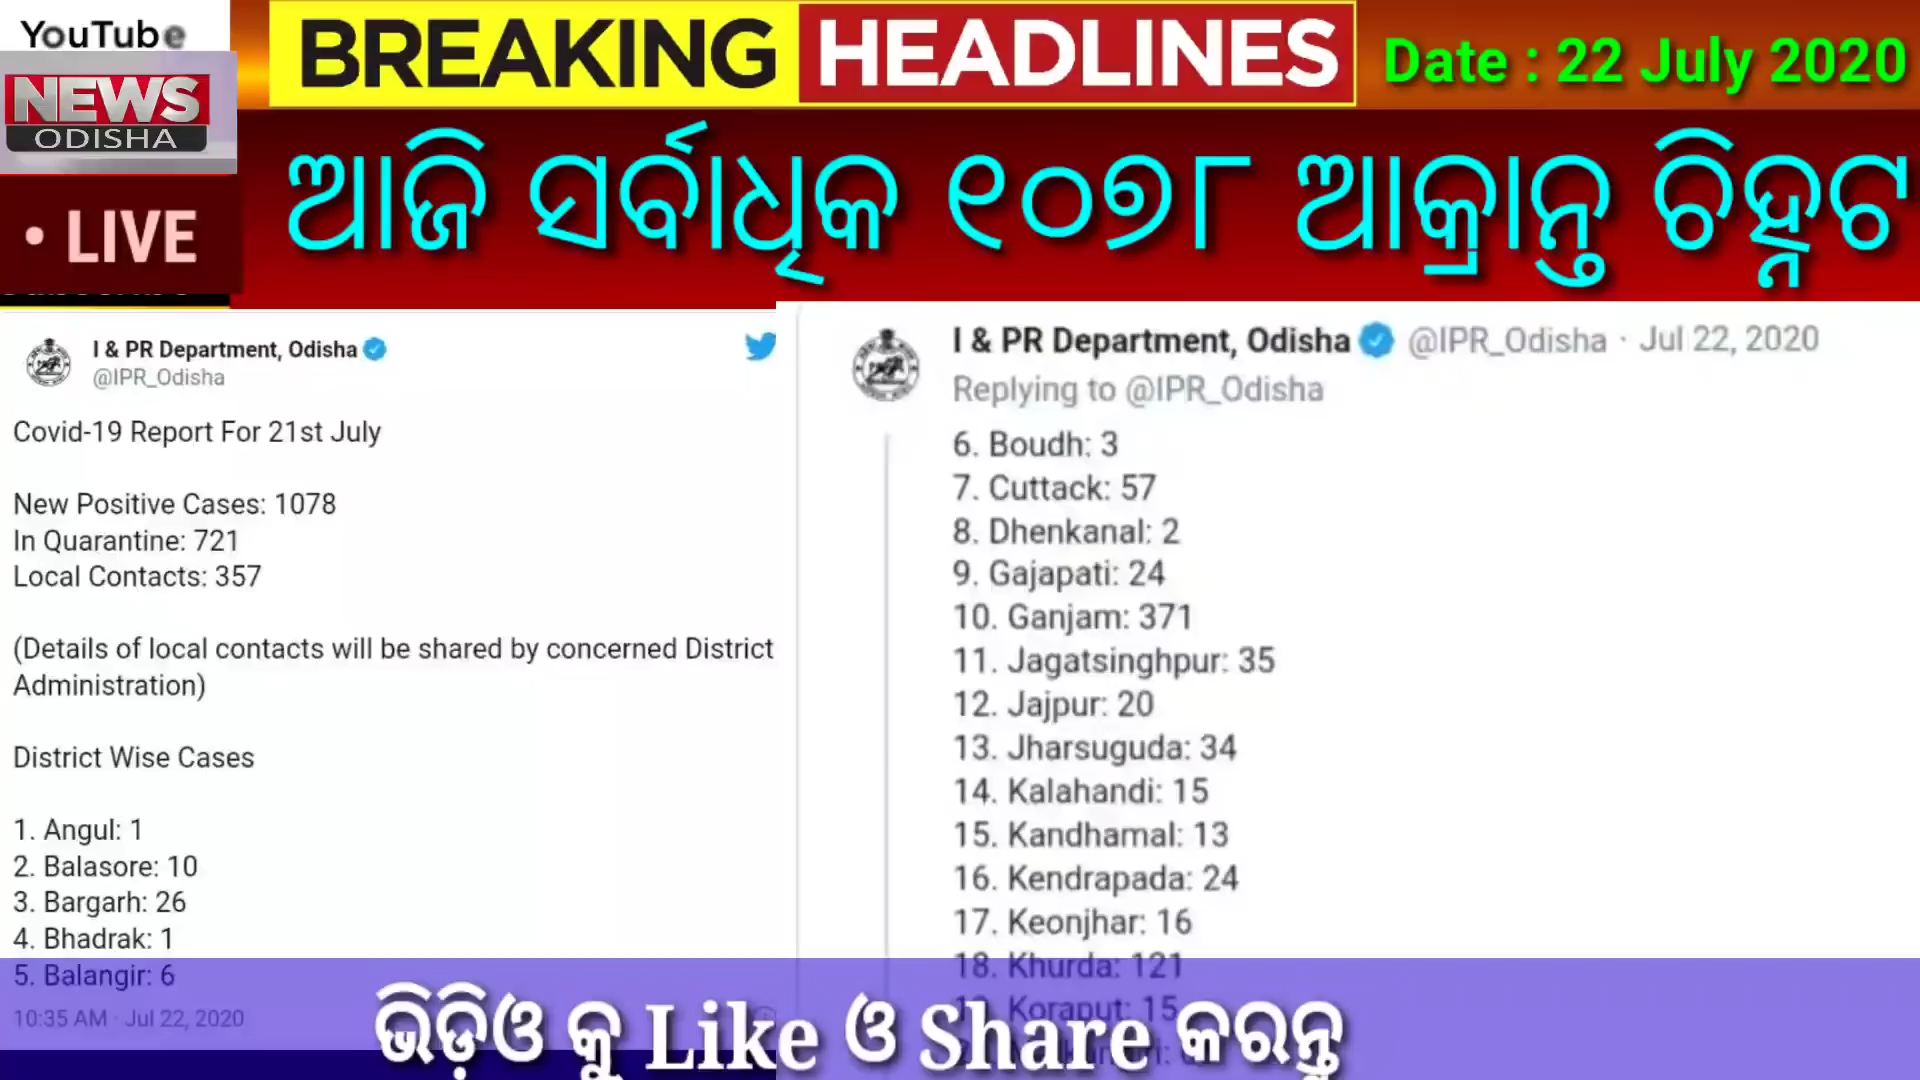 YouTube
NEWS
ODISHA
• LIVE
BREAKING HEADLINES
Date : 22 July 2020
ଆଜି ସର୍ବାଧିକ ୧୦୭୮ ଆକ୍ରାନ୍ତ ଚିହ୍ନଟ
I & PR Department, Odisha
@IPR_Odisha
Covid-19 Report For 21st July
New Positive Cases: 1078
In Quarantine: 721
Local Contacts: 357
(Details of local contacts will be shared by concerned District
Administration)
District Wise Cases
1. Angul: 1
2. Balasore: 10
3. Bargarh: 26
4. Bhadrak: 1
5. Balangir: 6
10:35 AM · Jul 22, 2020
I & PR Department, Odisha @IPR_Odisha · Jul 22, 2020
Replying to @IPR_Odisha
6. Boudh: 3
7. Cuttack: 57
8. Dhenkanal: 2
9. Gajapati: 24
10. Ganjam: 371
11. Jagatsinghpur: 35
12. Jajpur: 20
13. Jharsuguda: 34
14. Kalahandi: 15
15. Kandhamal: 13
16. Kendrapada: 24
17. Keonjhar: 16
18. Khurda: 121
19. Koraput: 15
ଭିଡ଼ିଓ କୁ Like ଓ Share କରନ୍ତୁ